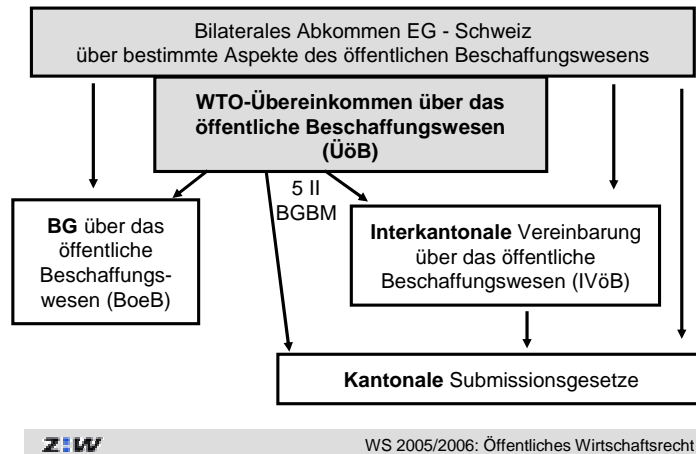 Bilaterales Abkommen EG - Schweiz
über bestimmte Aspekte des öffentlichen Beschaffungswesens
WTO-Übereinkommen über das
öffentliche Beschaffungswesen
(ÜöB)
5 II
BGBM
BG über das
öffentliche
Beschaffungs-
wesen (BoeB)
Interkantonale Vereinbarung
über das öffentliche
Beschaffungswesen (IVöB)
Kantonale Submissionsgesetze
Z:W
WS 2005/2006: Öffentliches Wirtschaftsrecht